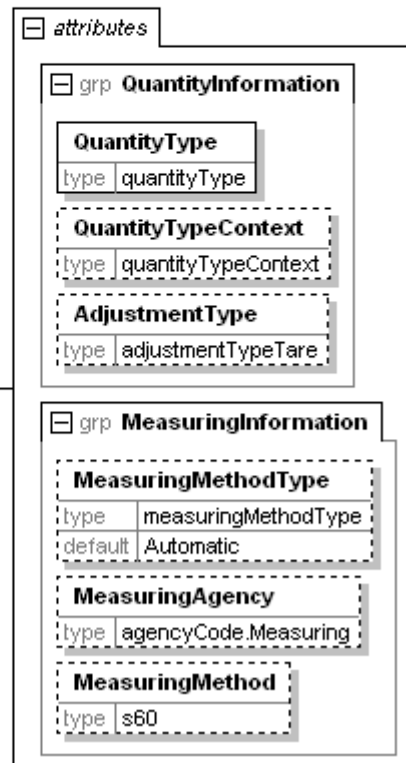 attributes
grp QuantityInformation
QuantityType
type quantityType
QuantityTypeContext
type quantityTypeContext
AdjustmentType
type adjustmentTypeTare
grp MeasuringInformation
MeasuringMethodType
type measuringMethodType
default Automatic
MeasuringAgency
type agencyCode.Measuring
MeasuringMethod
type s60